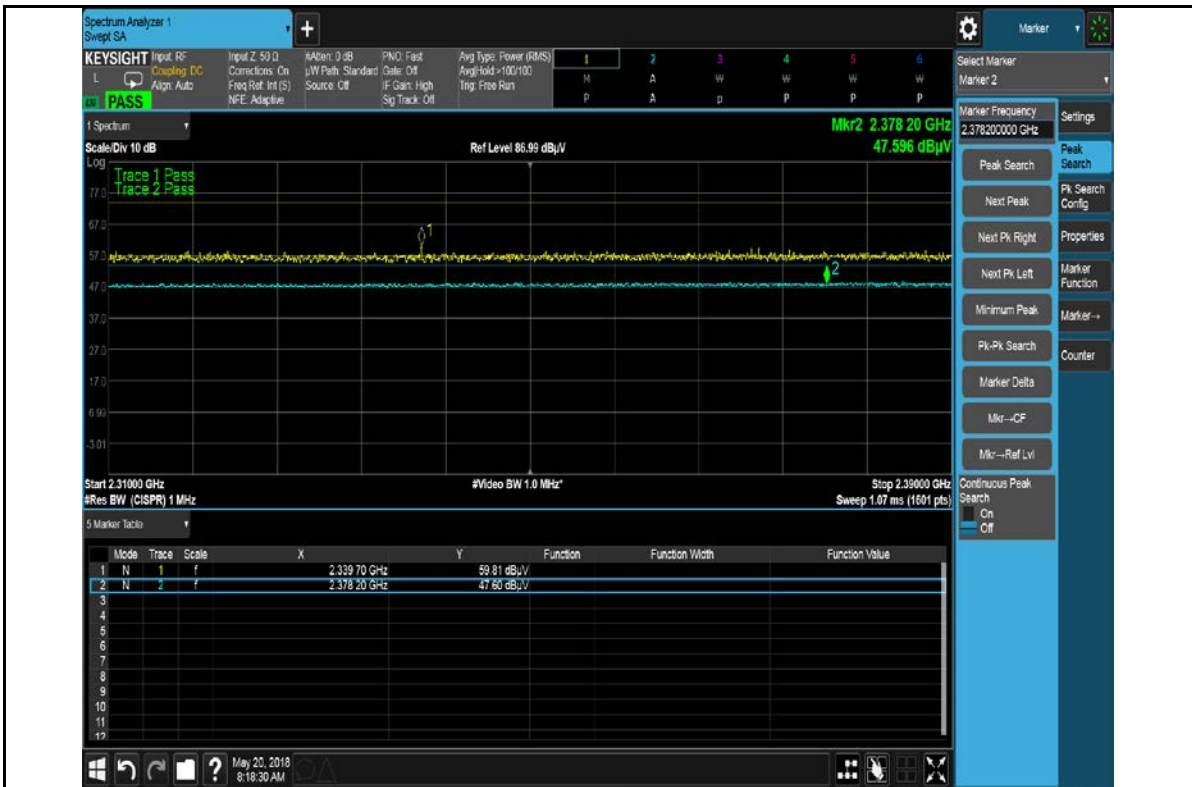 Spectrum Analyzer 1
Swept SA
+
Marker
KEYSIGHT Input: RF
Coupling: DC
Align: Auto
L
PASS
Input Z: 50 Ω
Corrections: On
Freq Ref: Int (S)
NFE: Adaptive
#Atten: 0 dB
µW Path: Standard
Source: Off
PNO: Fast
Gate: Off
IF Gain: High
Sig Track: Off
Avg Type: Power (RMS)
Avg|Hold:>100/100
Trig: Free Run
1 2 3 4 5 6
M A W W W W
P A p P P P
Select Marker
Marker 2
1 Spectrum
Scale/Div 10 dB
Ref Level 86.99 dBµV
Mkr2 2.378 20 GHz
47.596 dBµV
Log
Trace 1 Pass
Trace 2 Pass
77.0
67.0
57.0
47.0
37.0
27.0
17.0
6.99
-3.01
1
2
Start 2.31000 GHz
#Video BW 1.0 MHz*
Stop 2.39000 GHz
#Res BW (CISPR) 1 MHz
Sweep 1.07 ms (1601 pts)
Marker Frequency
2.378200000 GHz
Peak Search
Next Peak
Next Pk Right
Next Pk Left
Minimum Peak
Pk-Pk Search
Marker Delta
Mkr→CF
Mkr→Ref Lvl
Continuous Peak
Search
On
Off
Settings
Peak
Search
Pk Search
Config
Properties
Marker
Function
Marker→
Counter
5 Marker Table
Mode Trace Scale X Y Function Function Width Function Value
1 N 1 f 2.339 70 GHz 59.81 dBµV
2 N 2 f 2.378 20 GHz 47.60 dBµV
3
4
5
6
7
8
9
10
11
12
?
May 20, 2018
8:18:30 AM